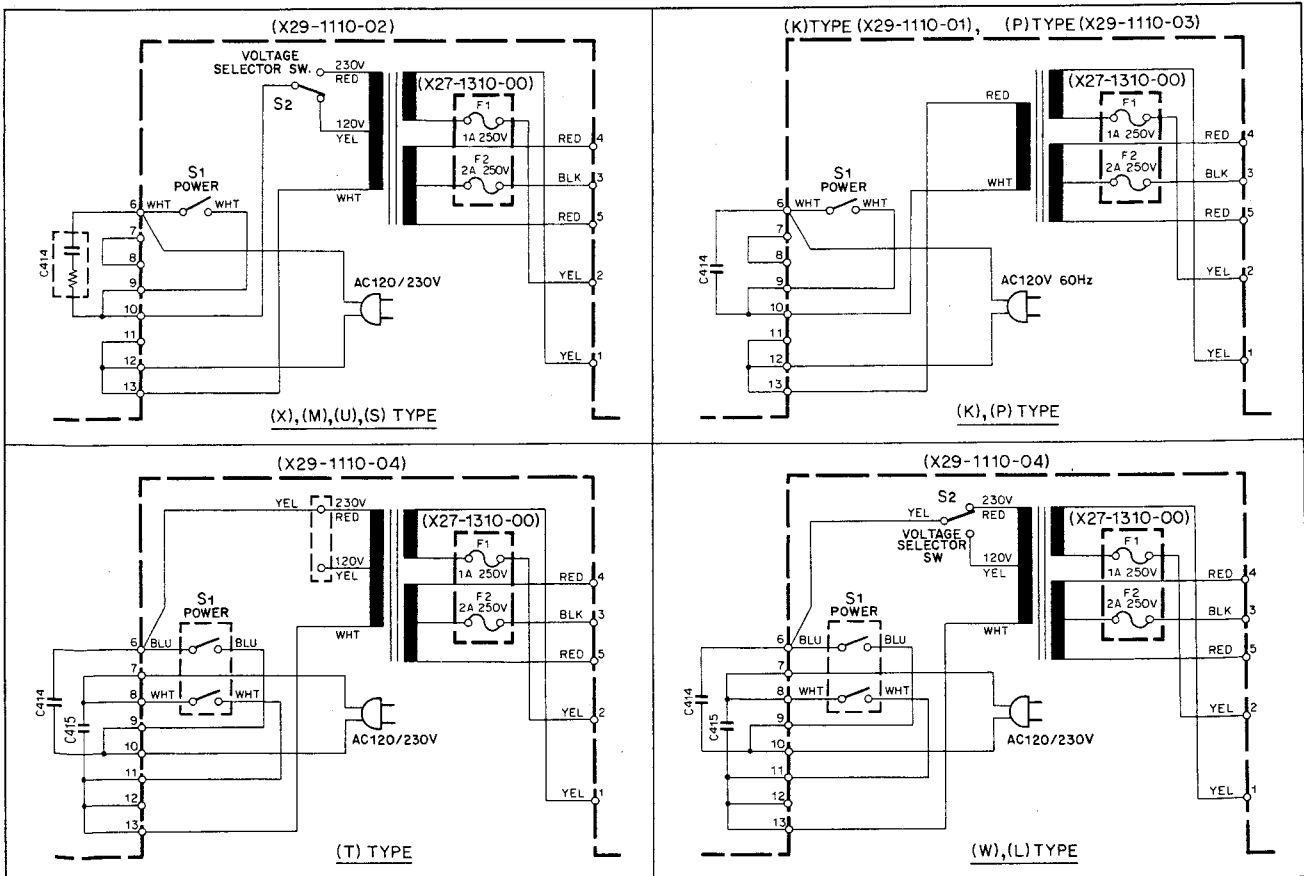 (X29-1110-02)
VOLTAGE
SELECTOR SW.
230V
RED
S2
120V
YEL
(X27-1310-00)
F1
1A 250V
RED 4
F2
2A 250V
BLK 3
S1
POWER
WHT
RED 5
6 WHT WHT
7
C414
8
9
YEL 2
AC120/230V
10
11
12
YEL 1
13
(X),(M),(U),(S) TYPE
(K)TYPE (X29-1110-01), (P)TYPE (X29-1110-03)
(X27-1310-00)
RED
F1
1A 250V
RED 4
F2
2A 250V
BLK 3
S1
POWER
WHT
RED 5
6 WHT WHT
7
C414
8
9
YEL 2
AC120V 60Hz
10
11
12
YEL 1
13
(K),(P) TYPE
(X29-1110-04)
YEL
230V
RED
(X27-1310-00)
F1
120V
YEL
1A 250V
RED 4
S1
POWER
F2
2A 250V
BLK 3
WHT
6 BLU BLU
RED 5
7
C414
8 WHT WHT
C415
9
YEL 2
AC120/230V
10
11
12
YEL 1
13
(T) TYPE
(X29-1110-04)
S2
230V
YEL
RED
VOLTAGE
SELECTOR
SW
(X27-1310-00)
F1
120V
YEL
1A 250V
RED 4
S1
POWER
F2
2A 250V
BLK 3
WHT
6 BLU BLU
RED 5
7
C414
8 WHT WHT
C415
9
YEL 2
AC120/230V
10
11
12
YEL 1
13
(W),(L)TYPE